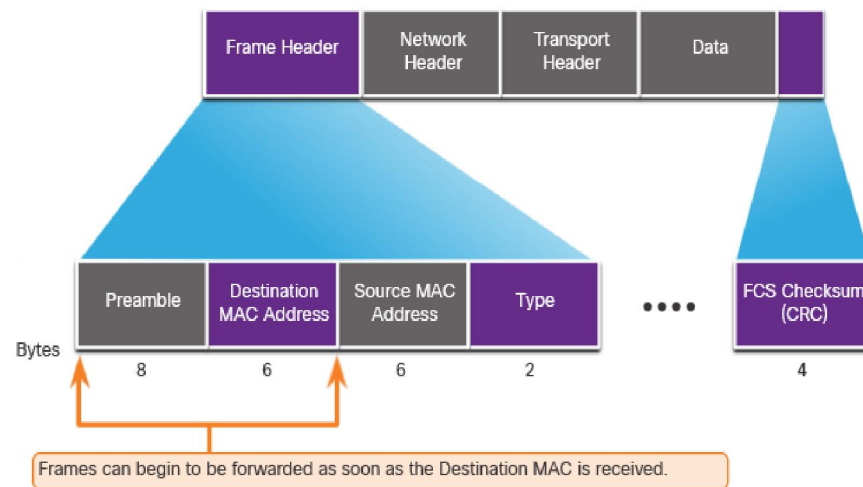 Frame Header
Network
Header
Transport
Header
Data
Preamble
Destination
MAC Address
Source MAC
Address
Type
••••
FCS Checksum
(CRC)
Bytes
8
6
6
2
4
Frames can begin to be forwarded as soon as the Destination MAC is received.